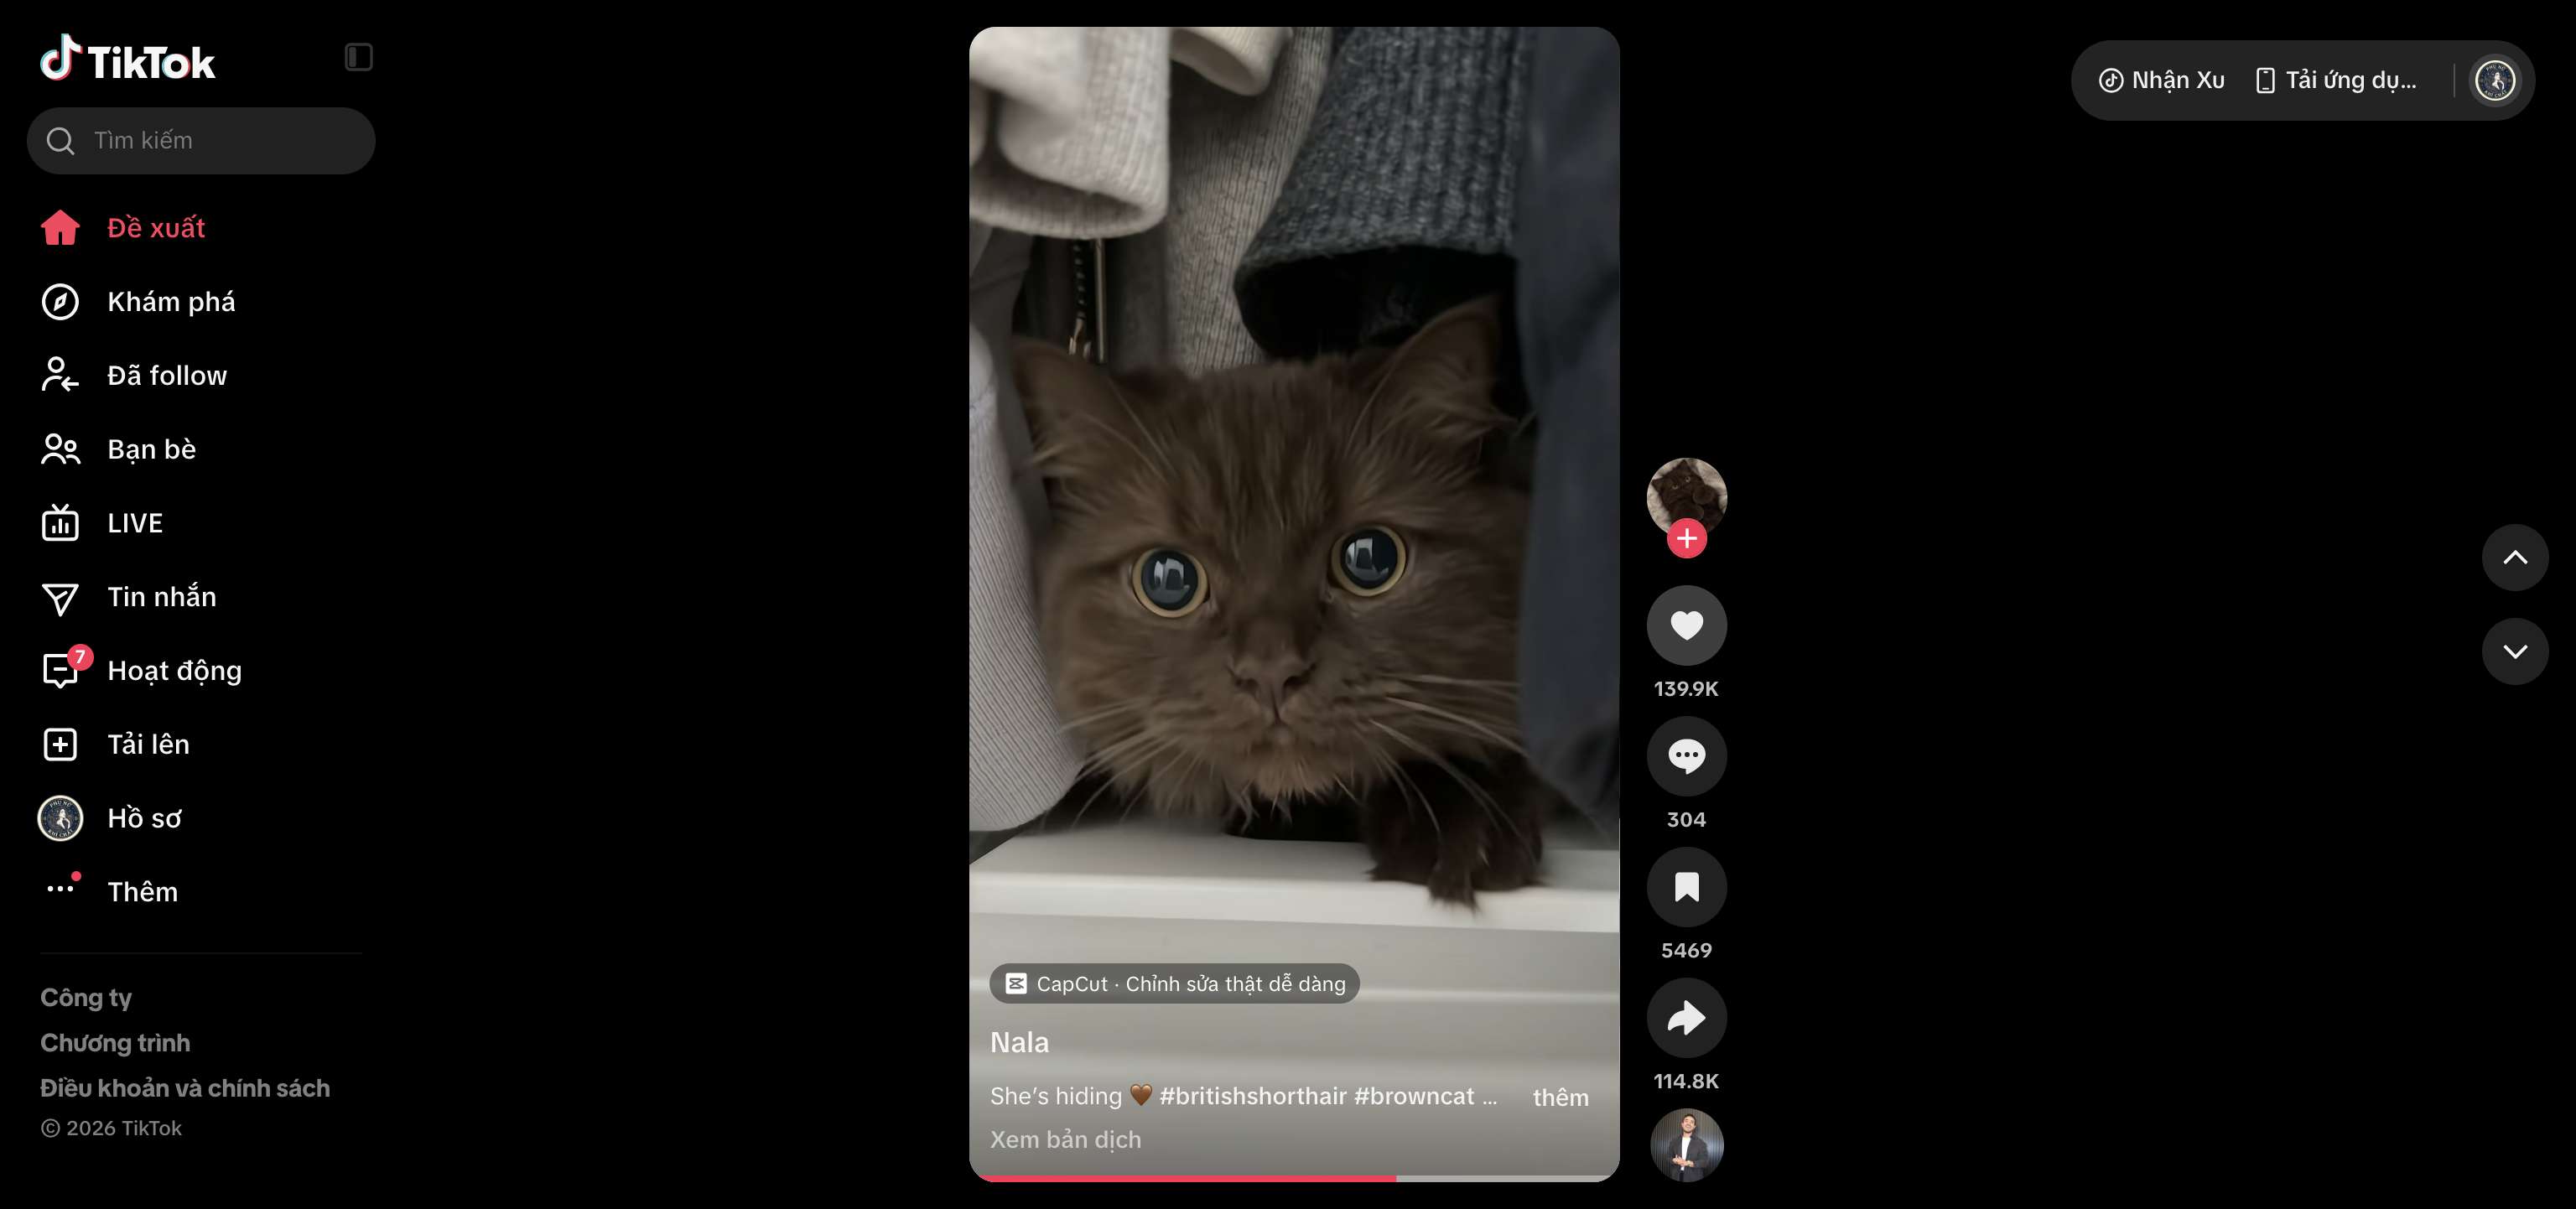 TikTok
Tìm kiếm
Đề xuất
Khám phá
Đã follow
Bạn bè
LIVE
Tin nhắn
7
Hoạt động
Tải lên
Hồ sơ
Thêm
Công ty
Chương trình
Điều khoản và chính sách
© 2026 TikTok
CapCut · Chỉnh sửa thật dễ dàng
Nala
She’s hiding 🤎 #britishshorthair #browncat ... thêm
Xem bản dịch
139.9K
304
5469
114.8K
Nhận Xu
Tải ứng dụ...